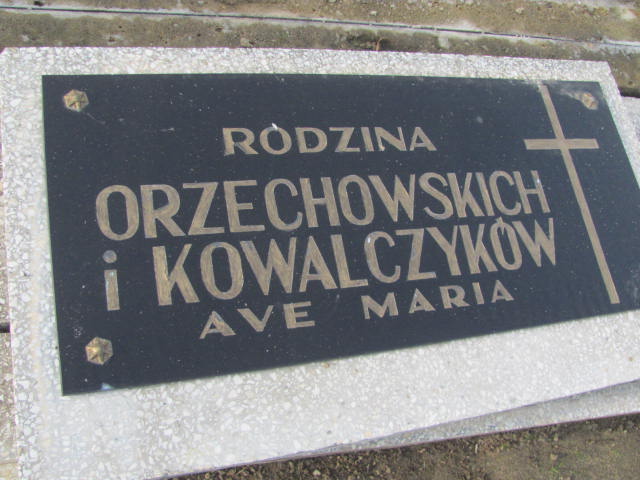 RODZINA
ORZECHOWSKICH
i KOWALCZYKÓW
AVE MARIA